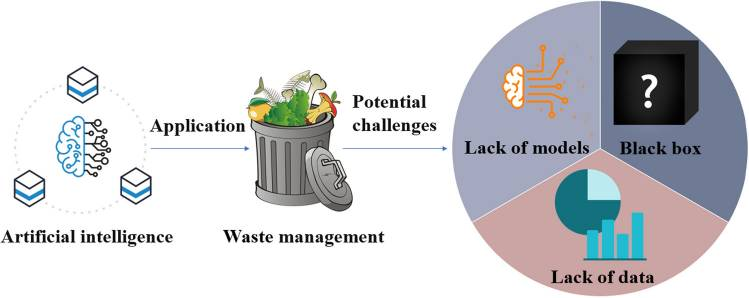 Application
Potential
challenges
Artificial intelligence
Waste management
Lack of models
?
Black box
Lack of data